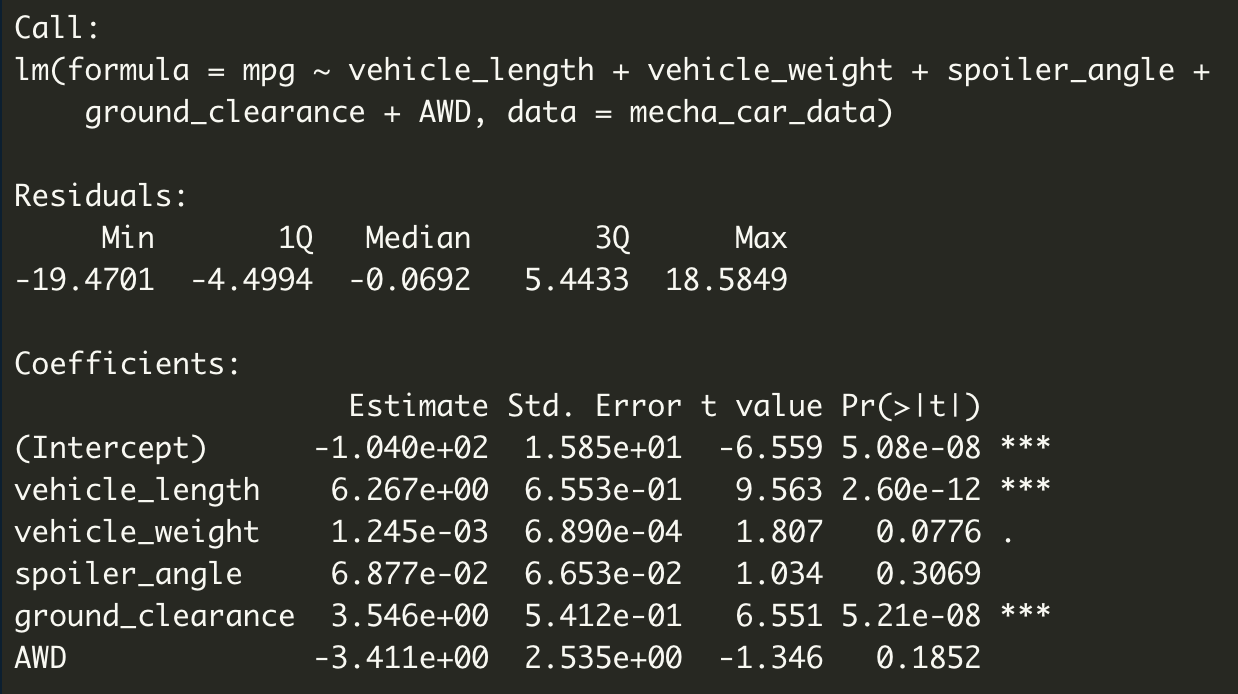 Call:
lm(formula = mpg ~ vehicle_length + vehicle_weight + spoiler_angle +
    ground_clearance + AWD, data = mecha_car_data)

Residuals:
     Min       1Q   Median       3Q      Max
-19.4701  -4.4994  -0.0692   5.4433  18.5849

Coefficients:
                   Estimate Std. Error t value Pr(>|t|)
(Intercept)      -1.040e+02  1.585e+01  -6.559 5.08e-08 ***
vehicle_length    6.267e+00  6.553e-01   9.563 2.60e-12 ***
vehicle_weight    1.245e-03  6.890e-04   1.807   0.0776 .
spoiler_angle     6.877e-02  6.653e-02   1.034   0.3069
ground_clearance  3.546e+00  5.412e-01   6.551 5.21e-08 ***
AWD              -3.411e+00  2.535e+00  -1.346   0.1852